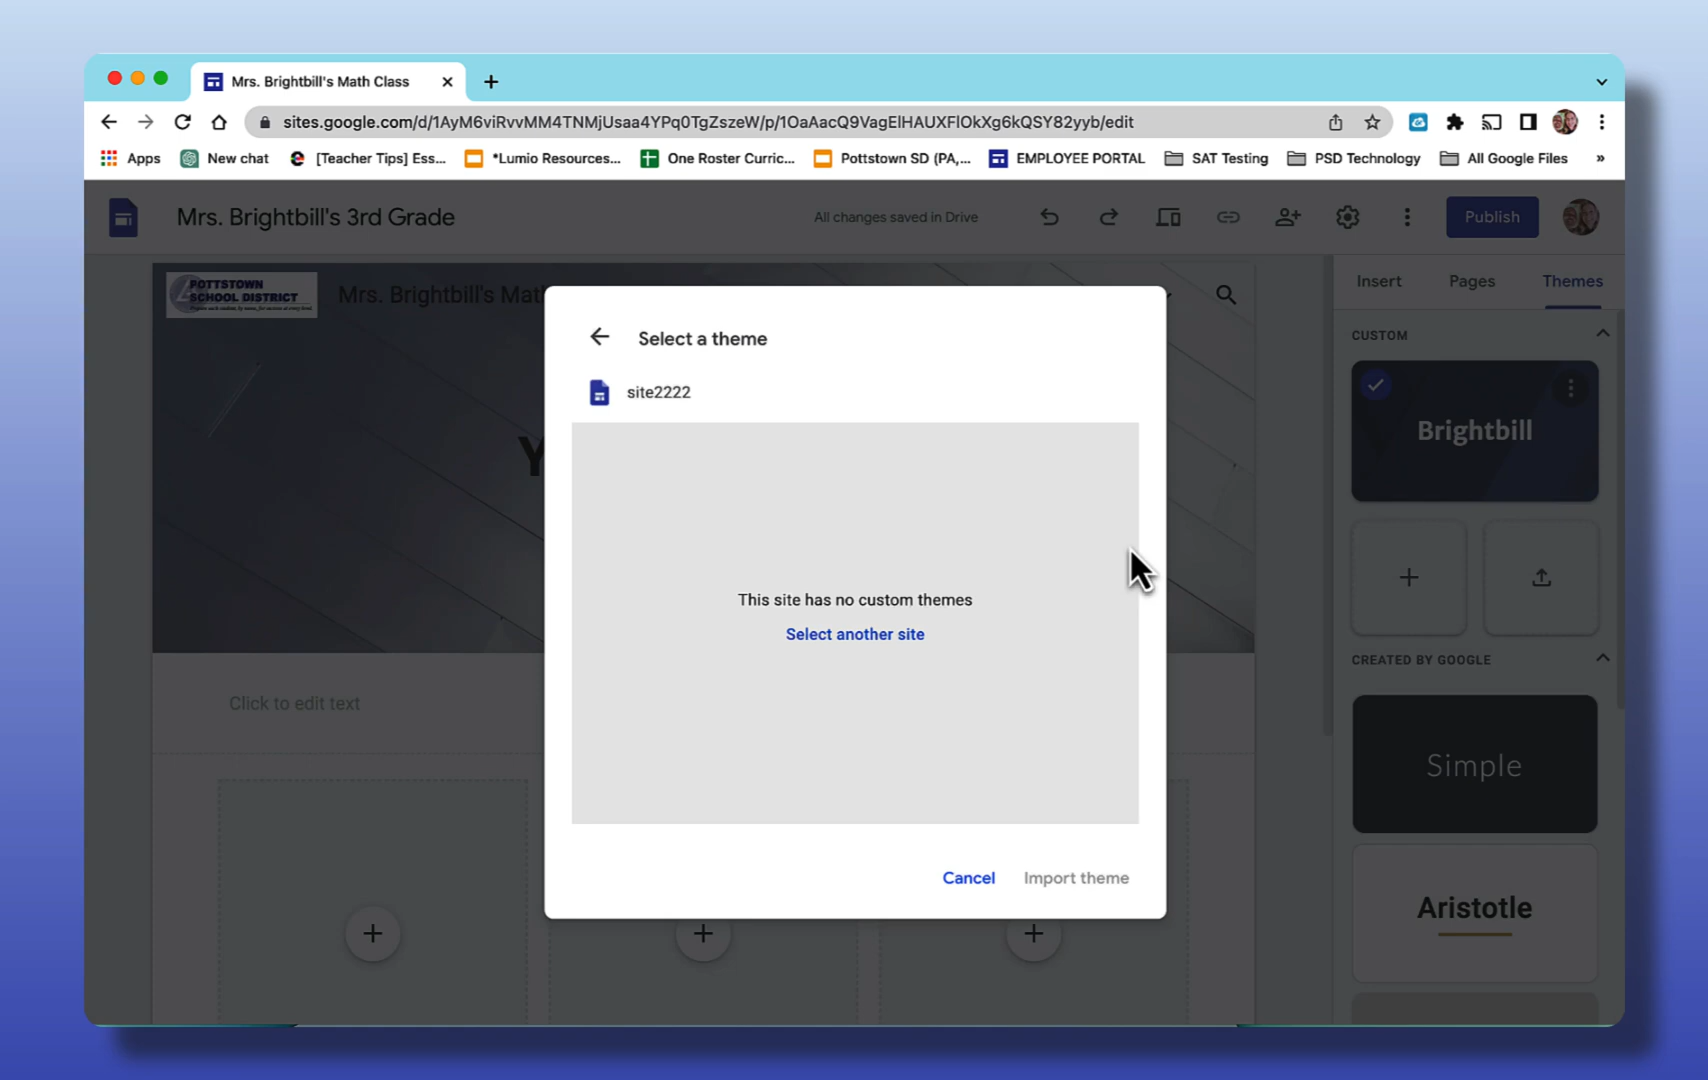 Mrs. Brightbill's Math Class
sites.google.com/d/1AyM6viRvvMM4TNMjUsaa4YPq0TgZszeW/p/1OaAacQ9VagElHAUXFlOkXg6kQSY82yyb/edit
Apps
New chat
[Teacher Tips] Ess...
*Lumio Resources...
One Roster Curric...
Pottstown SD (PA,...
EMPLOYEE PORTAL
SAT Testing
PSD Technology
All Google Files
»
Mrs. Brightbill's 3rd Grade
All changes saved in Drive
Publish
POTTSTOWN
SCHOOL DISTRICT
Mrs. Brightbill's Mat
Insert
Pages
Themes
CUSTOM
Brightbill
Y
Select a theme
site2222
This site has no custom themes
Select another site
Cancel
Import theme
Click to edit text
CREATED BY GOOGLE
Simple
Aristotle